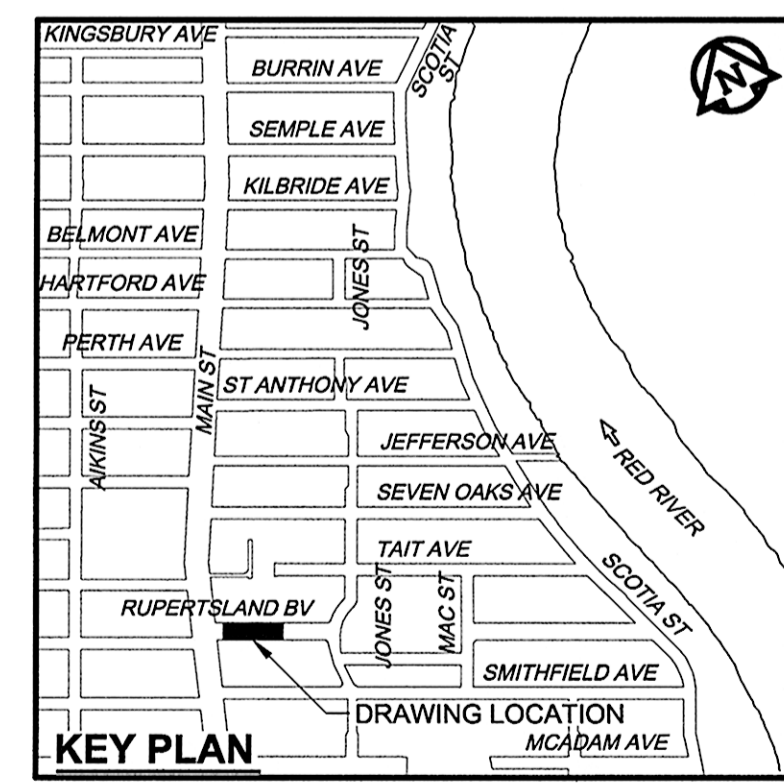 KINGSBURY AVE
BURRIN AVE
SCOTIA
ST
N
SEMPLE AVE
KILBRIDE AVE
BELMONT AVE
JONES ST
HARTFORD AVE
PERTH AVE
MAIN ST
ST ANTHONY AVE
AIKINS ST
JEFFERSON AVE
RED RIVER
SEVEN OAKS AVE
TAIT AVE
SCOTIA ST
RUPERTSLAND BV
JONES ST
MAC ST
SMITHFIELD AVE
DRAWING LOCATION
KEY PLAN
MCADAM AVE